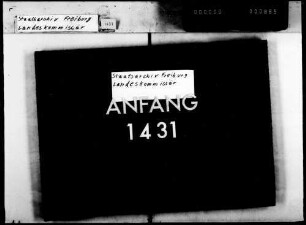 Staatsarchiv Freiburg
Landeskommissär
Staatsarchiv Freiburg
Landeskommissär
ANFANG
1431